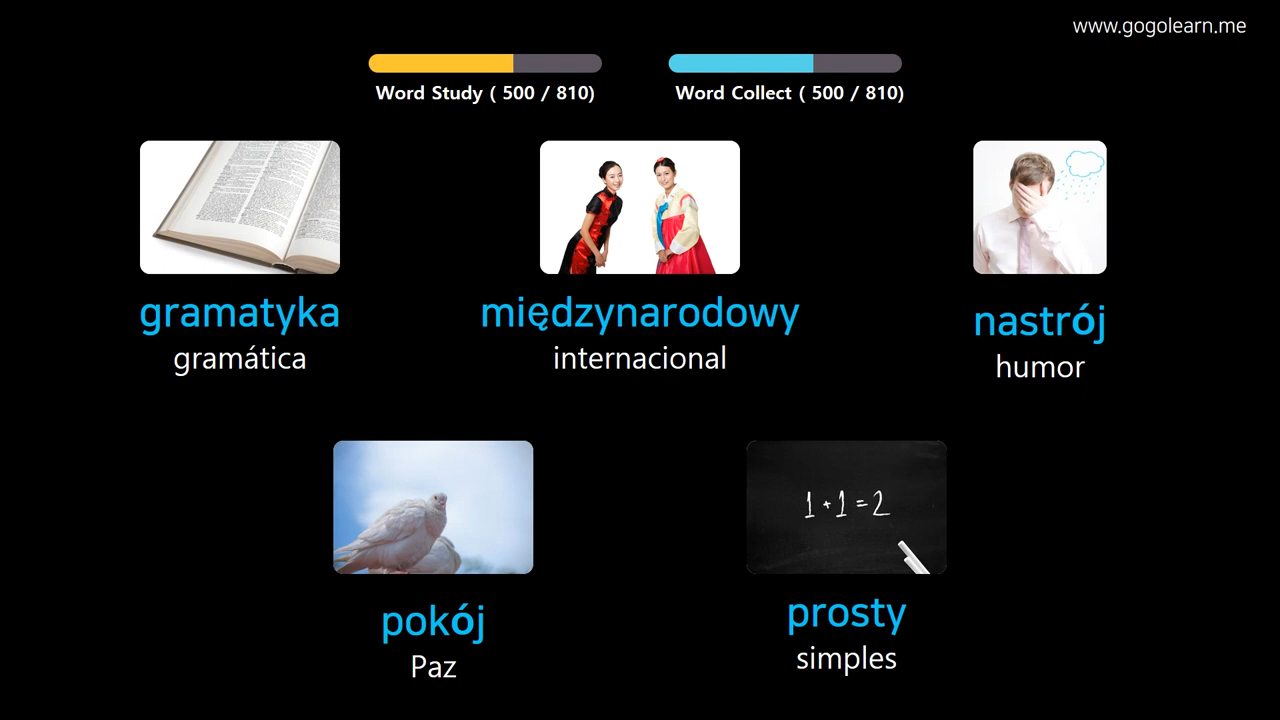 www.gogolearn.me
Word Study ( 500 / 810)
Word Collect ( 500 / 810)
gramatyka
gramática
międzynarodowy
internacional
nastrój
humor
1 + 1 = 2
pokój
Paz
prosty
simples